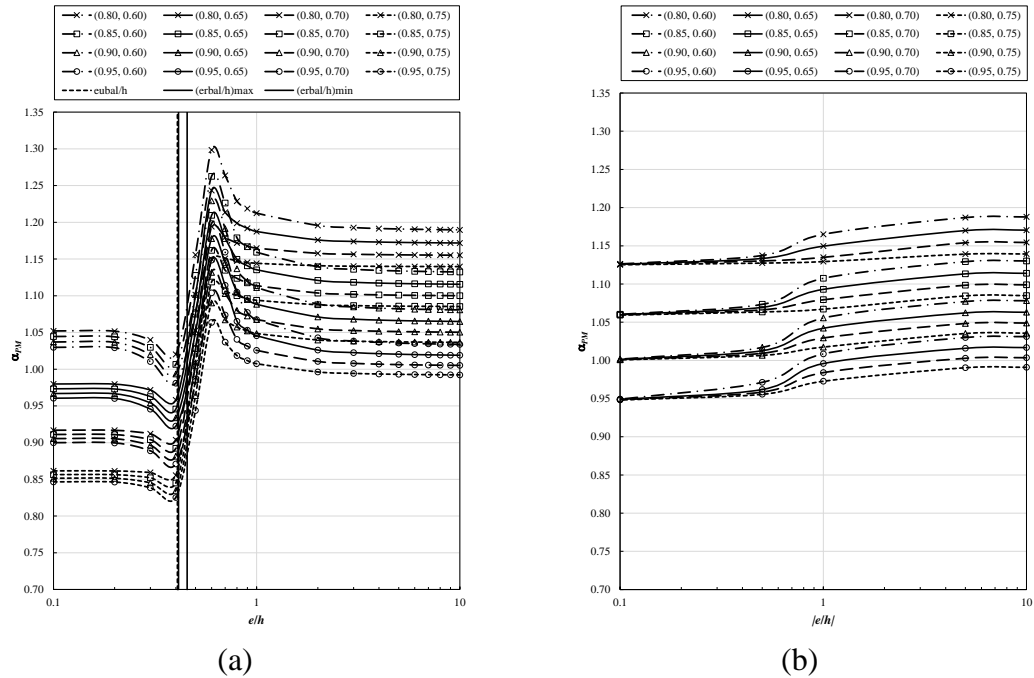 (0.80, 0.60) (0.80, 0.65) (0.80, 0.70) (0.80, 0.75)
(0.85, 0.60) (0.85, 0.65) (0.85, 0.70) (0.85, 0.75)
(0.90, 0.60) (0.90, 0.65) (0.90, 0.70) (0.90, 0.75)
(0.95, 0.60) (0.95, 0.65) (0.95, 0.70) (0.95, 0.75)
eubal/h (erbal/h)max (erbal/h)min
1.35
1.30
1.25
1.20
1.15
1.10
1.05
1.00
0.95
0.90
0.85
0.80
0.75
0.70
αPM
0.1 1 10
e/h
(a)
(0.80, 0.60) (0.80, 0.65) (0.80, 0.70) (0.80, 0.75)
(0.85, 0.60) (0.85, 0.65) (0.85, 0.70) (0.85, 0.75)
(0.90, 0.60) (0.90, 0.65) (0.90, 0.70) (0.90, 0.75)
(0.95, 0.60) (0.95, 0.65) (0.95, 0.70) (0.95, 0.75)
1.35
1.30
1.25
1.20
1.15
1.10
1.05
1.00
0.95
0.90
0.85
0.80
0.75
0.70
αPM
0.1 1 10
|e/h|
(b)